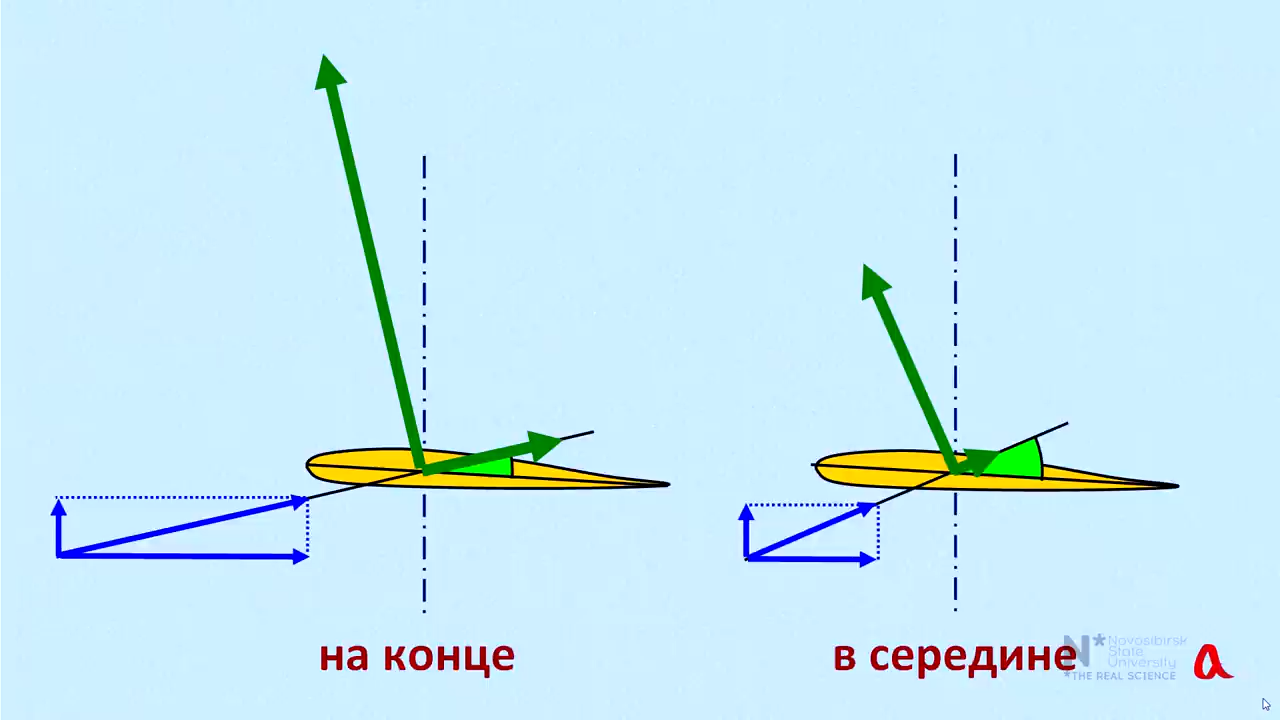 на конце
в середине
N*
Novosibirsk
State
University
*THE REAL SCIENCE